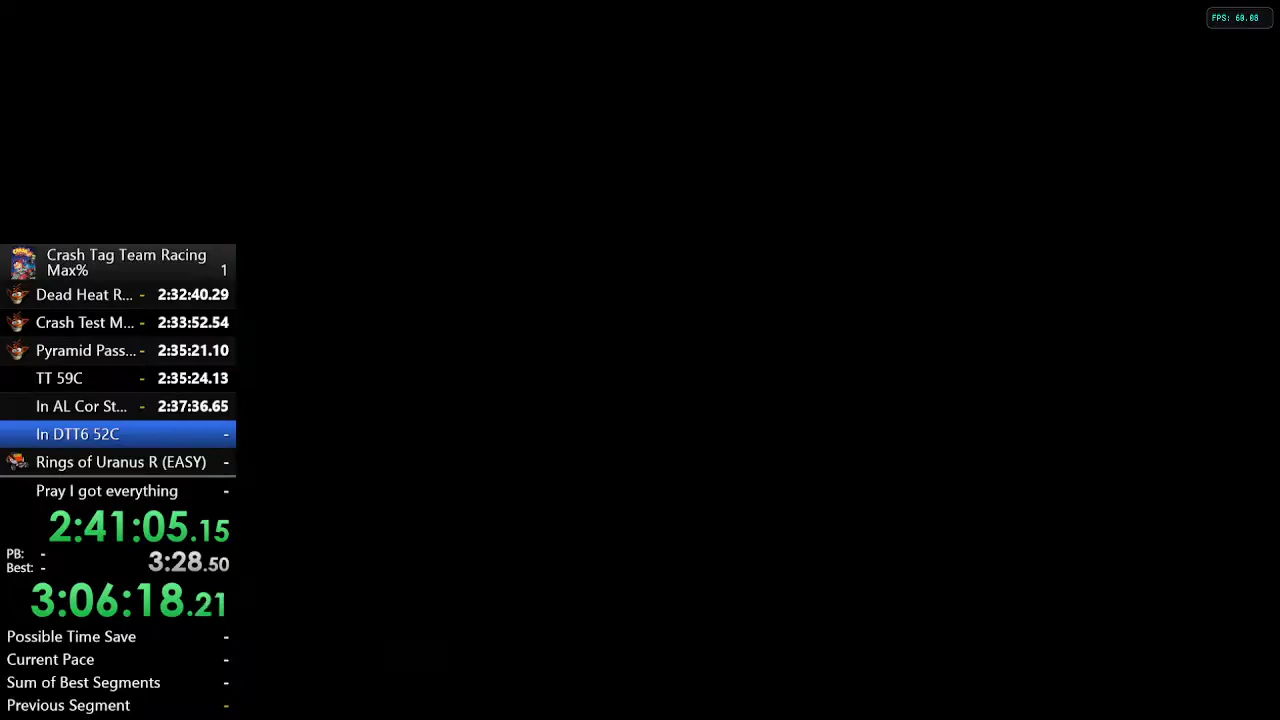 FPS: 60.08
Crash Tag Team Racing
Max% 1
Dead Heat R... - 2:32:40.29
Crash Test M... - 2:33:52.54
Pyramid Pass... - 2:35:21.10
TT 59C - 2:35:24.13
In AL Cor St... - 2:37:36.65
In DTT6 52C -
Rings of Uranus R (EASY) -
Pray I got everything -
2:41:05.15
PB: - 3:28.50
Best: -
3:06:18.21
Possible Time Save -
Current Pace -
Sum of Best Segments -
Previous Segment -